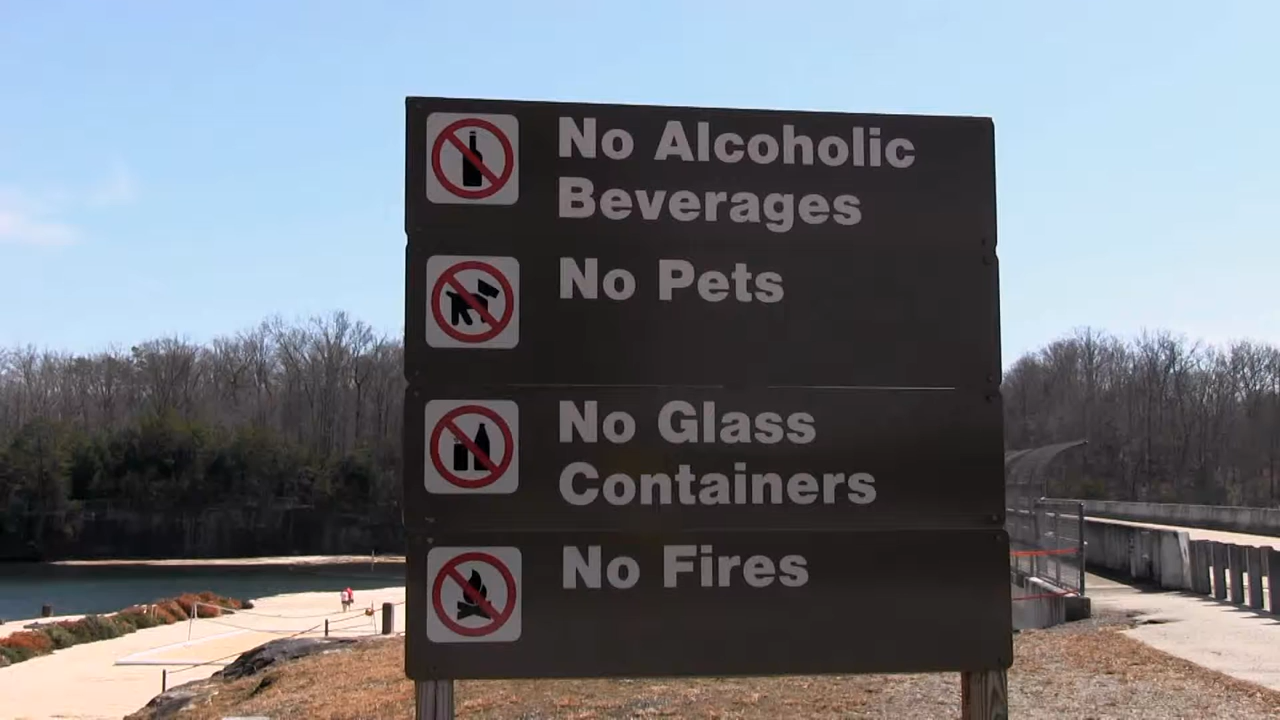 No Alcoholic
Beverages
No Pets
No Glass
Containers
No Fires